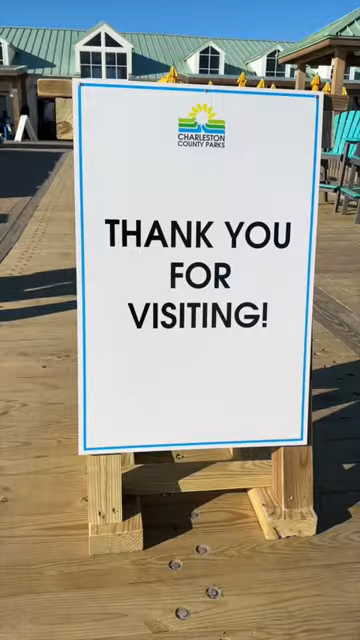 CHARLESTON
COUNTY PARKS
THANK YOU
FOR
VISITING!